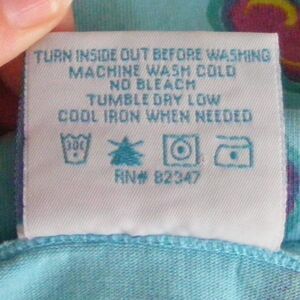 TURN INSIDE OUT BEFORE WASHING
MACHINE WASH COLD
NO BLEACH
TUMBLE DRY LOW
COOL IRON WHEN NEEDED
30C
RN# 82347